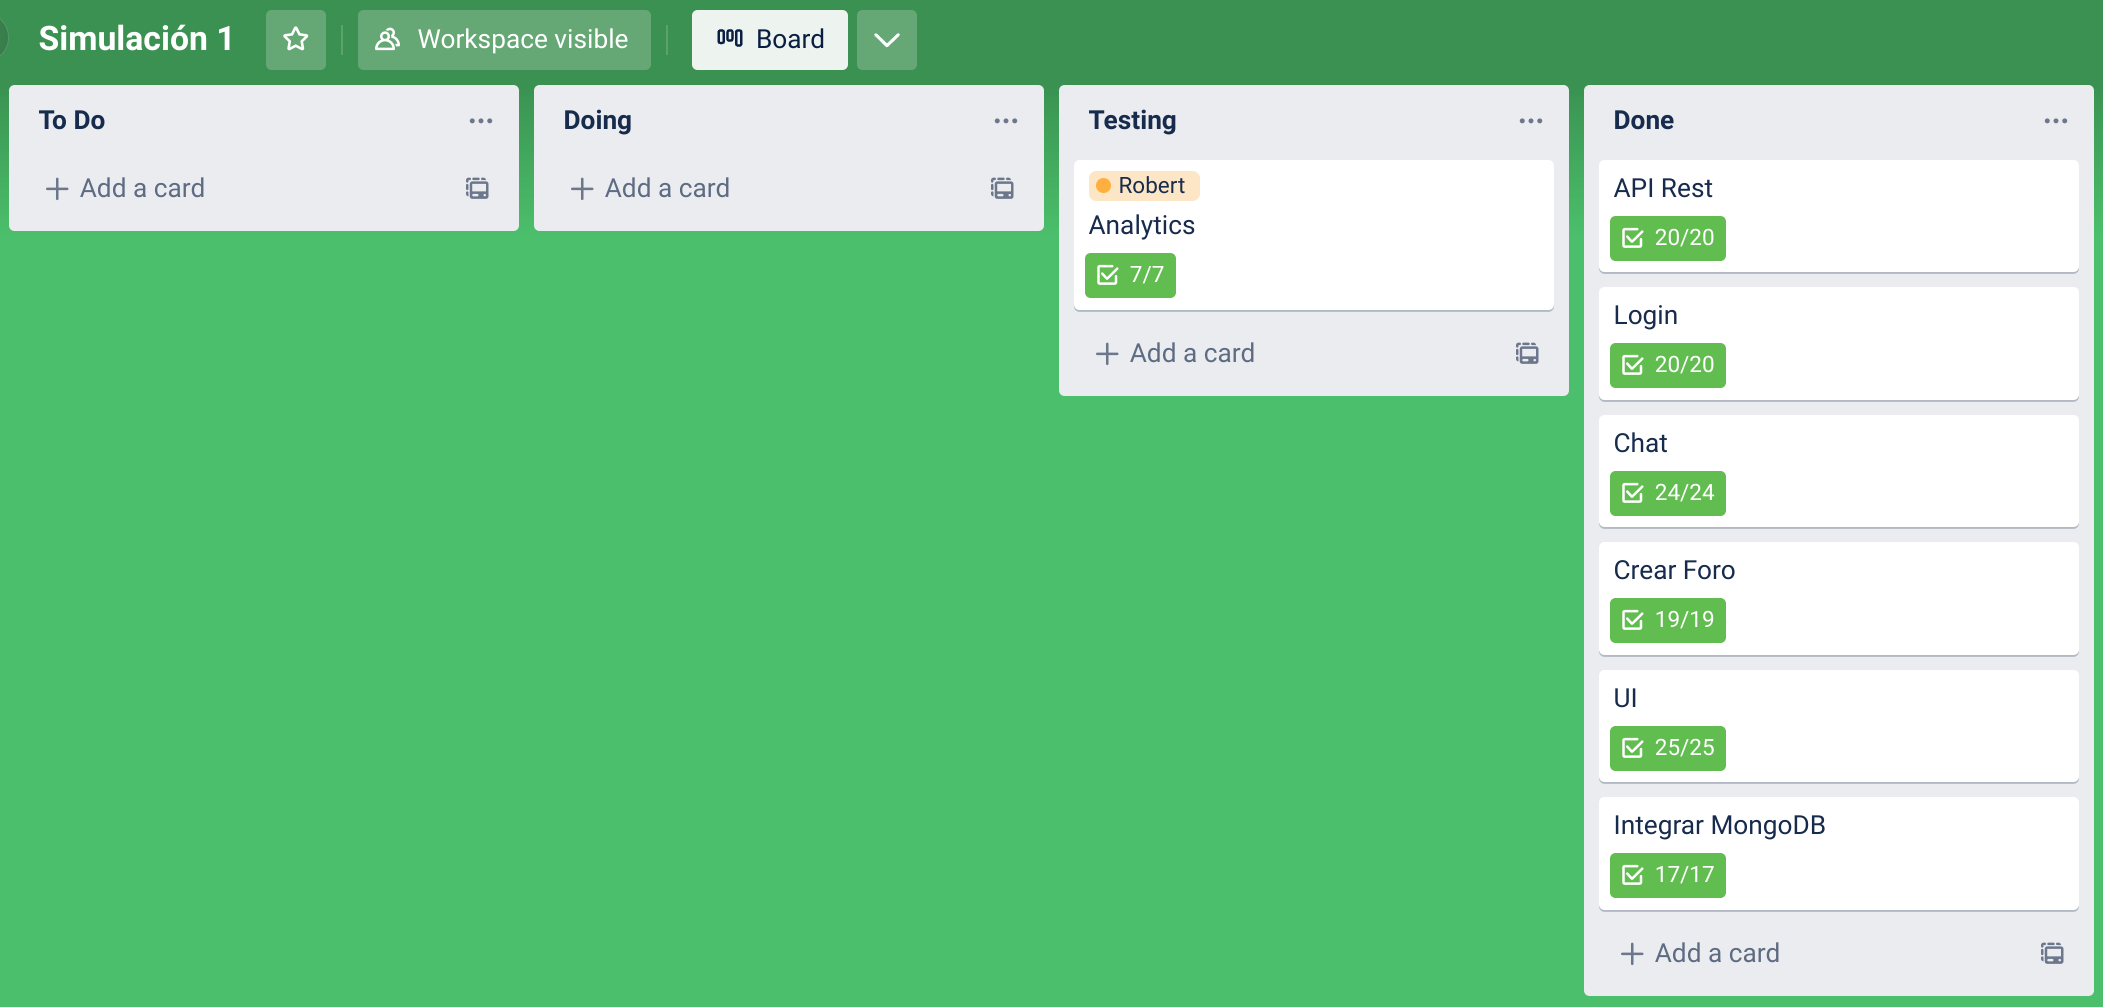 Simulación 1
Workspace visible
Board
To Do
Add a card
Doing
Add a card
Testing
Robert
Analytics
7/7
Add a card
Done
API Rest
20/20
Login
20/20
Chat
24/24
Crear Foro
19/19
UI
25/25
Integrar MongoDB
17/17
Add a card